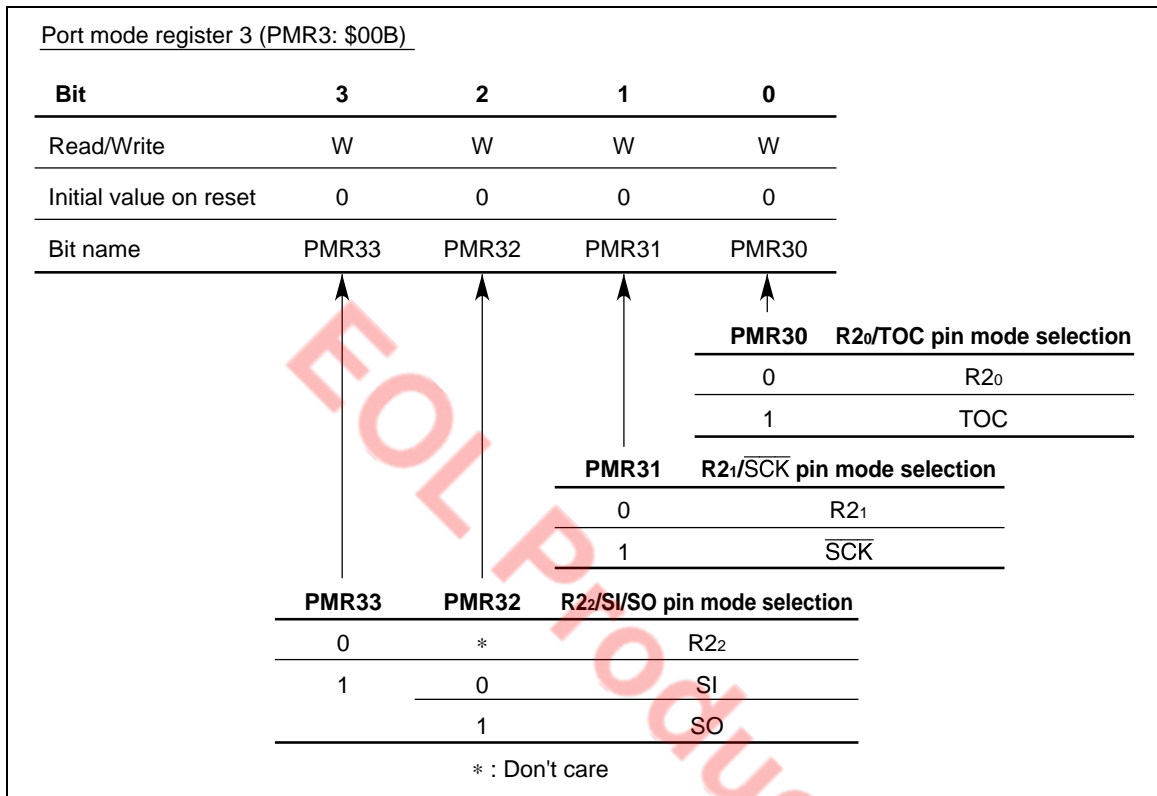 Port mode register 3 (PMR3: $00B)
Bit 3 2 1 0
Read/Write W W W W
Initial value on reset 0 0 0 0
Bit name PMR33 PMR32 PMR31 PMR30
PMR30 R2₀/TOC pin mode selection
0 R2₀
1 TOC
PMR31 R2₁/S̅C̅K̅ pin mode selection
0 R2₁
1 S̅C̅K̅
PMR33 PMR32 R2₂/SI/SO pin mode selection
0 * R2₂
1 0 SI
1 SO
* : Don't care
EOL Produc